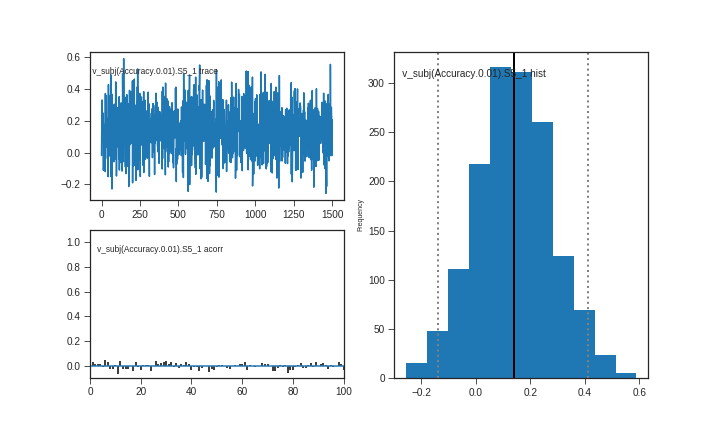 0.6
0.4
0.2
0.0
−0.2
v_subj(Accuracy.0.01).S5_1 trace
0 250 500 750 1000 1250 1500
1.0
0.8
0.6
0.4
0.2
0.0
v_subj(Accuracy.0.01).S5_1 acorr
0 20 40 60 80 100
Frequency
300
250
200
150
100
50
0
v_subj(Accuracy.0.01).S5_1 hist
−0.2 0.0 0.2 0.4 0.6